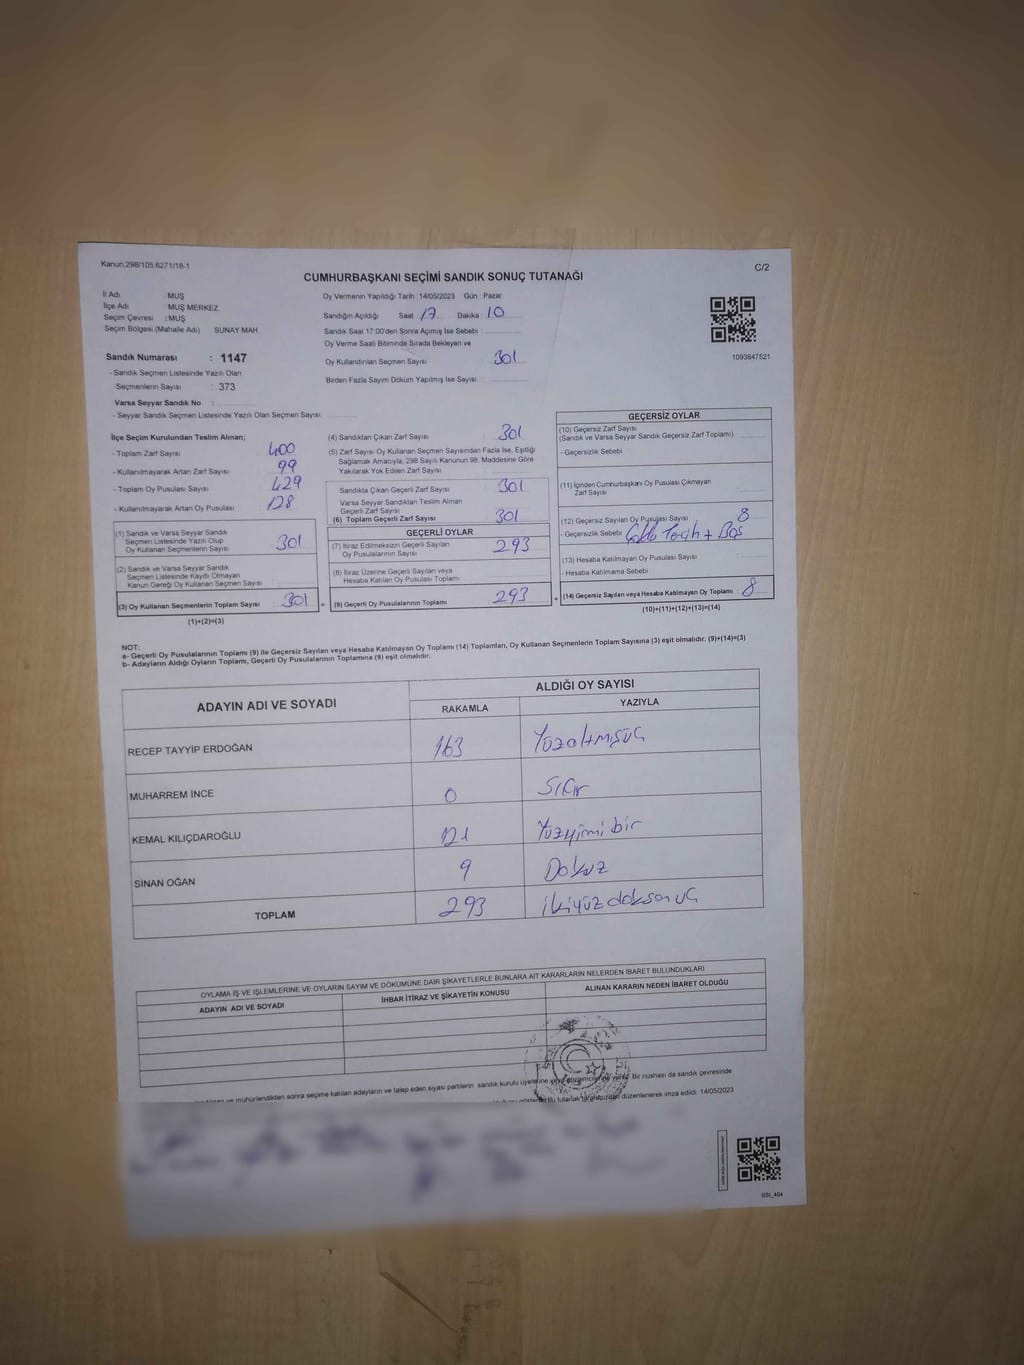 Kanun:298/105,6271/18-1
C/2
CUMHURBAŞKANI SEÇİMİ SANDIK SONUÇ TUTANAĞI
İl Adı : MUŞ
İlçe Adı : MUŞ MERKEZ
Seçim Çevresi : MUŞ
Seçim Bölgesi (Mahalle Adı) SUNAY MAH.
Oy Vermenin Yapıldığı Tarih : 14/05/2023 Gün : Pazar
Sandığın Açıldığı Saat 17 Dakika 10
Sandık Saat 17:00'den Sonra Açımış İse Sebebi :
Oy Verme Saati Bitiminde Sırada Bekleyen ve
Oy Kullandırılan Seçmen Sayısı 301
Birden Fazla Sayım Döküm Yapılmış İse Sayısı :
1093847521
Sandık Numarası : 1147
- Sandık Seçmen Listesinde Yazılı Olan
Seçmenlerin Sayısı : 373
Varsa Seyyar Sandık No :
- Seyyar Sandık Seçmen Listesinde Yazılı Olan Seçmen Sayısı:
İlçe Seçim Kurulundan Teslim Alınan;
- Toplam Zarf Sayısı 400
- Kullanılmayarak Artan Zarf Sayısı 99
- Toplam Oy Pusulası Sayısı 429
- Kullanılmayarak Artan Oy Pusulası 128
(1) Sandık ve Varsa Seyyar Sandık
Seçmen Listesinde Yazılı Olup
Oy Kullanan Seçmenlerin Sayısı 301
(2) Sandık ve Varsa Seyyar Sandık
Seçmen Listesinde Kayıtlı Olmayan
Kanun Gereği Oy Kullanan Seçmen Sayısı
(3) Oy Kullanan Seçmenlerin Toplam Sayısı 301 =
(1)+(2)=(3)
(4) Sandıktan Çıkan Zarf Sayısı 301
(5) Zarf Sayısı Oy Kullanan Seçmen Sayısından Fazla İse, Eşitliği
Sağlamak Amacıyla; 298 Sayılı Kanunun 98. Maddesine Göre
Yakılarak Yok Edilen Zarf Sayısı
Sandıkta Çıkan Geçerli Zarf Sayısı 301
Varsa Seyyar Sandıktan Teslim Alınan
Geçerli Zarf Sayısı
(6) Toplam Geçerli Zarf Sayısı 301
GEÇERLİ OYLAR
(7) İtiraz Edilmeksizin Geçerli Sayılan
Oy Pusulalarının Sayısı 293
(8) İtiraz Üzerine Geçerli Sayılan veya
Hesaba Katılan Oy Pusulası Toplamı
(9) Geçerli Oy Pusulalarının Toplamı 293 +
GEÇERSİZ OYLAR
(10) Geçersiz Zarf Sayısı
(Sandık ve Varsa Seyyar Sandık Geçersiz Zarf Toplamı)
- Geçersizlik Sebebi
(11) İçinden Cumhurbaşkanı Oy Pusulası Çıkmayan
Zarf Sayısı
(12) Geçersiz Sayılan Oy Pusulası Sayısı 8
- Geçersizlik Sebebi + Boş
(13) Hesaba Katılmayan Oy Pusulası Sayısı
- Hesaba Katılmama Sebebi
(14) Geçersiz Sayılan veya Hesaba Katılmayan Oy Toplamı : 8
(10)+(11)+(12)+(13)=(14)
NOT:
a- Geçerli Oy Pusulalarının Toplamı (9) ile Geçersiz Sayılan veya Hesaba Katılmayan Oy Toplamı (14) Toplamları, Oy Kullanan Seçmenlerin Toplam Sayısına (3) eşit olmalıdır. (9)+(14)=(3)
b- Adayların Aldığı Oyların Toplamı, Geçerli Oy Pusulalarının Toplamına (9) eşit olmalıdır.
ADAYIN ADI VE SOYADI
ALDIĞI OY SAYISI
RAKAMLA YAZIYLA
RECEP TAYYİP ERDOĞAN 163 Yüzaltmışüç
MUHARREM İNCE 0 Sıfır
KEMAL KILIÇDAROĞLU 121 Yüzyirmi bir
SİNAN OĞAN 9 Dokuz
TOPLAM 293 ikiyüzdoksanüç
OYLAMA İŞ VE İŞLEMLERİNE VE OYLARIN SAYIM VE DÖKÜMÜNE DAİR ŞİKAYETLERLE BUNLARA AİT KARARLARIN NELERDEN İBARET BULUNDUKLARI
ADAYIN ADI VE SOYADI İHBAR İTİRAZ VE ŞİKAYETİN KONUSU ALINAN KARARIN NEDEN İBARET OLDUĞU
ve mühürlendikten sonra seçime katılan adayların ve talep eden siyasi partilerin sandık kurulu üyelerine Bir nüshası da sandık çevresinde
tutanak tarafımızdan düzenlenerek imza edildi. 14/05/2023
SSI_404